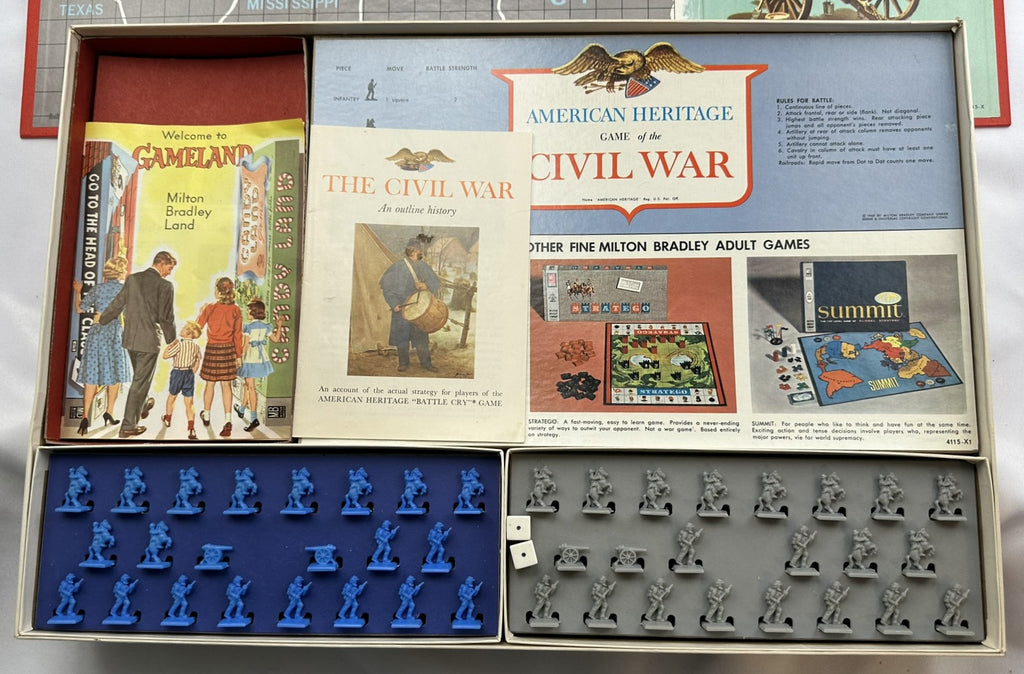 TEXAS
MISSISSIPPI
PIECE MOVE BATTLE STRENGTH
INFANTRY 1 square 2
AMERICAN HERITAGE
GAME of the
CIVIL WAR
Name "AMERICAN HERITAGE" Reg. U.S. Pat. Off.
RULES FOR BATTLE:
1. Continuous line of pieces.
2. Attack frontal, rear or side (flank). Not diagonal.
3. Highest battle strength wins. Rear attacking piece
jumps and all opponent's pieces removed.
4. Artillery at rear of attack column removes opponents
without jumping.
5. Artillery cannot attack alone.
6. Cavalry in column of attack must have at least one
unit up front.
Railroads: Rapid move from Dot to Dot counts one move.
Welcome to
GAMELAND
Milton
Bradley
Land
GO TO THE HEAD OF
CANDY LAND
MB
THE CIVIL WAR
An outline history
An account of the actual strategy for players of the
AMERICAN HERITAGE "BATTLE CRY"* GAME
OTHER FINE MILTON BRADLEY ADULT GAMES
STRATEGO
STRATEGO
STRATEGO
summit
SUMMIT
STRATEGO: A fast-moving, easy to learn game. Provides a never-ending
variety of ways to outwit your opponent. Not a war game. Based entirely
on strategy.
SUMMIT: For people who like to think and have fun at the same time.
Exciting action and tense decisions involve players who, representing the
major powers, vie for world supremacy.
4115-X1